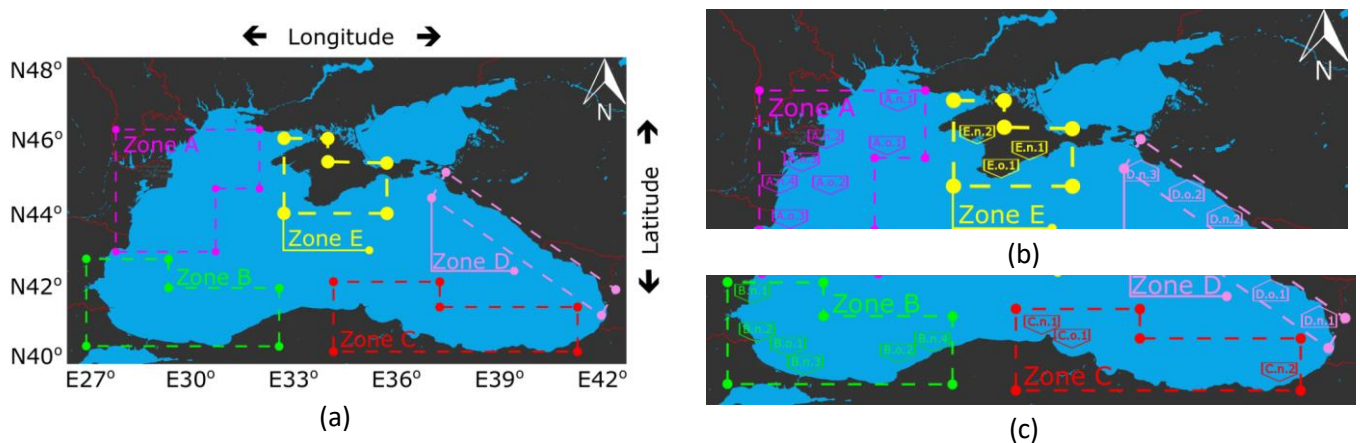 Longitude
N48°
N46°
N44°
N42°
N40°
N
Latitude
Zone A
Zone B
Zone C
Zone D
Zone E
E27° E30° E33° E36° E39° E42°
(a)
N
Zone A
A.n.1
A.o.1
A.o.2
A.o.3
E.n.2
E.n.1
E.o.1
Zone E
D.n.3
D.o.2
D.n.2
(b)
B.n.1
Zone B
B.n.2
B.o.1
B.n.3
B.o.2
B.n.4
C.n.1
C.o.1
Zone C
C.n.2
Zone D
D.o.1
D.n.1
(c)